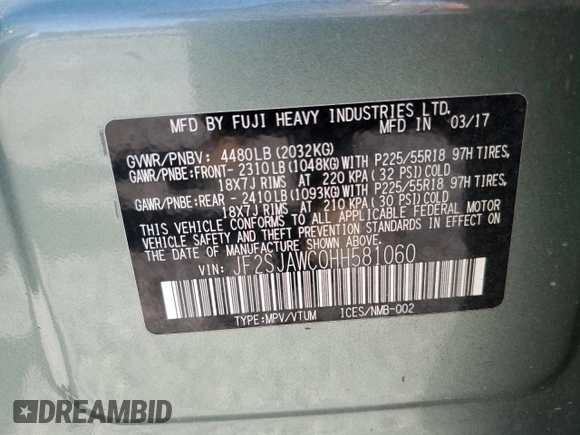 MFD BY FUJI HEAVY INDUSTRIES LTD.
MFD IN 03/17
GVWR/PNBV: 4480LB(2032KG)
GAWR/PNBE:FRONT- 2310LB(1048KG)WITH P225/55R18 97H TIRES,
18X7J RIMS AT 220 KPA(32 PSI)COLD
GAWR/PNBE:REAR - 2410LB(1093KG)WITH P225/55R18 97H TIRES,
18X7J RIMS AT 210 KPA(30 PSI)COLD
THIS VEHICLE CONFORMS TO ALL APPLICABLE FEDERAL MOTOR
VEHICLE SAFETY AND THEFT PREVENTION STANDARDS IN EFFECT ON
THE DATE OF MANUFACTURE SHOWN ABOVE.
VIN: JF2SJAWC0HH581060
TYPE:MPV/VTUM ICES/NMB-002
DREAMBID